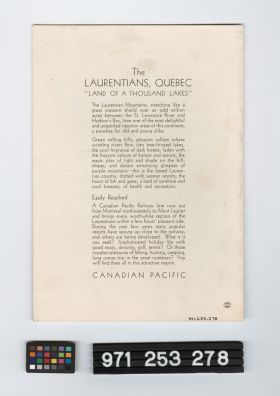 The
LAURENTIANS, QUEBEC
"LAND OF A THOUSAND LAKES"
The Laurentian Mountains, stretching like a
great crescent shield over an odd million
acres between the St. Lawrence River and
Hudson's Bay, form one of the most delightful
and unspoiled vacation areas of this continent,
a paradise for old and young alike.
Green rolling hills, pleasant valleys where
winding rivers flow into tree-fringed lakes,
the cool fragrance of dark forests, laden with
the fragrant odours of balsam and spruce, the
magic play of light and shade on the hill-
slopes, and distant enchanting glimpses of
purple mountains—this is the famed Lauren-
tian country, dotted with summer resorts, the
haunt of fish and game, a land of sunshine and
cool breezes, of health and recreation.
Easily Reached
A Canadian Pacific Railway line runs out
from Montreal northwesterly to Mont Laurier
and brings every worthwhile section of the
Laurentians within a few hours' pleasant ride.
During the past few years many popular
resorts have sprung up close to the railway,
and others are being developed. What is it you
seek? Sophisticated holiday life with
good music, dancing, golf, tennis? Or those
rougher pleasures of fishing, hunting, camping,
long canoe trips in the great outdoors? You
will find them all in this attractive region.
CANADIAN PACIFIC
971.253.278
971 253 278